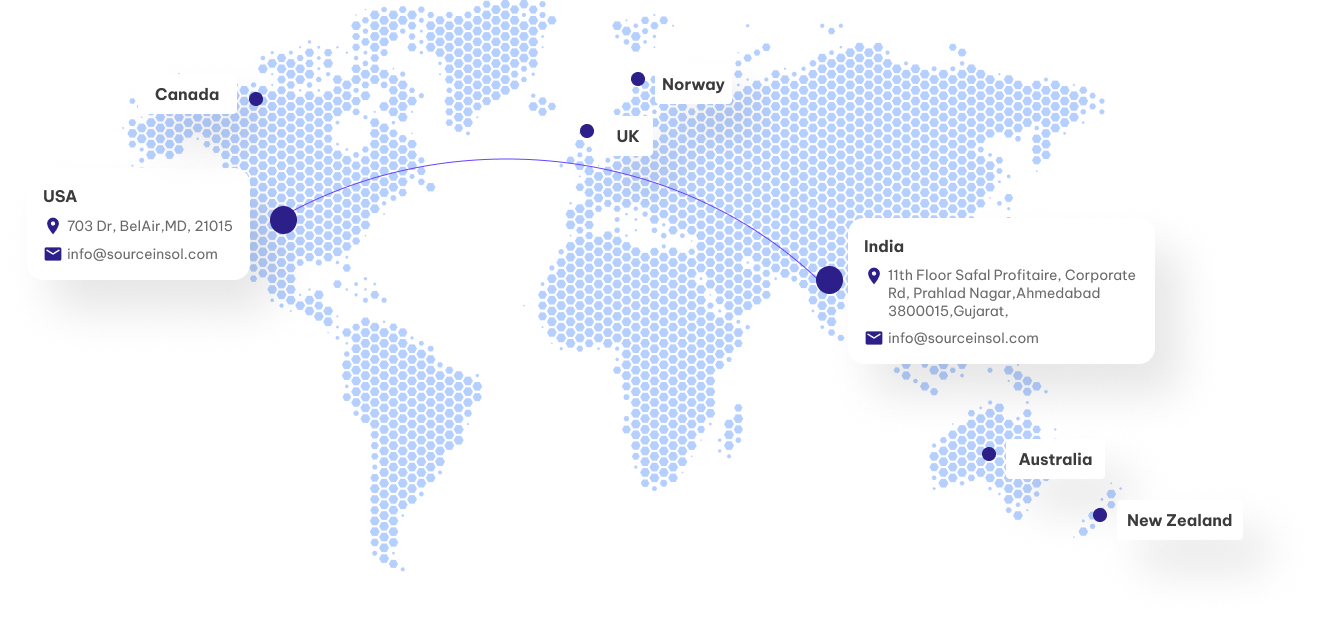 Canada
Norway
UK
USA
703 Dr, BelAir,MD, 21015
info@sourceinsol.com
India
11th Floor Safal Profitaire, Corporate
Rd, Prahlad Nagar,Ahmedabad
3800015,Gujarat,
info@sourceinsol.com
Australia
New Zealand